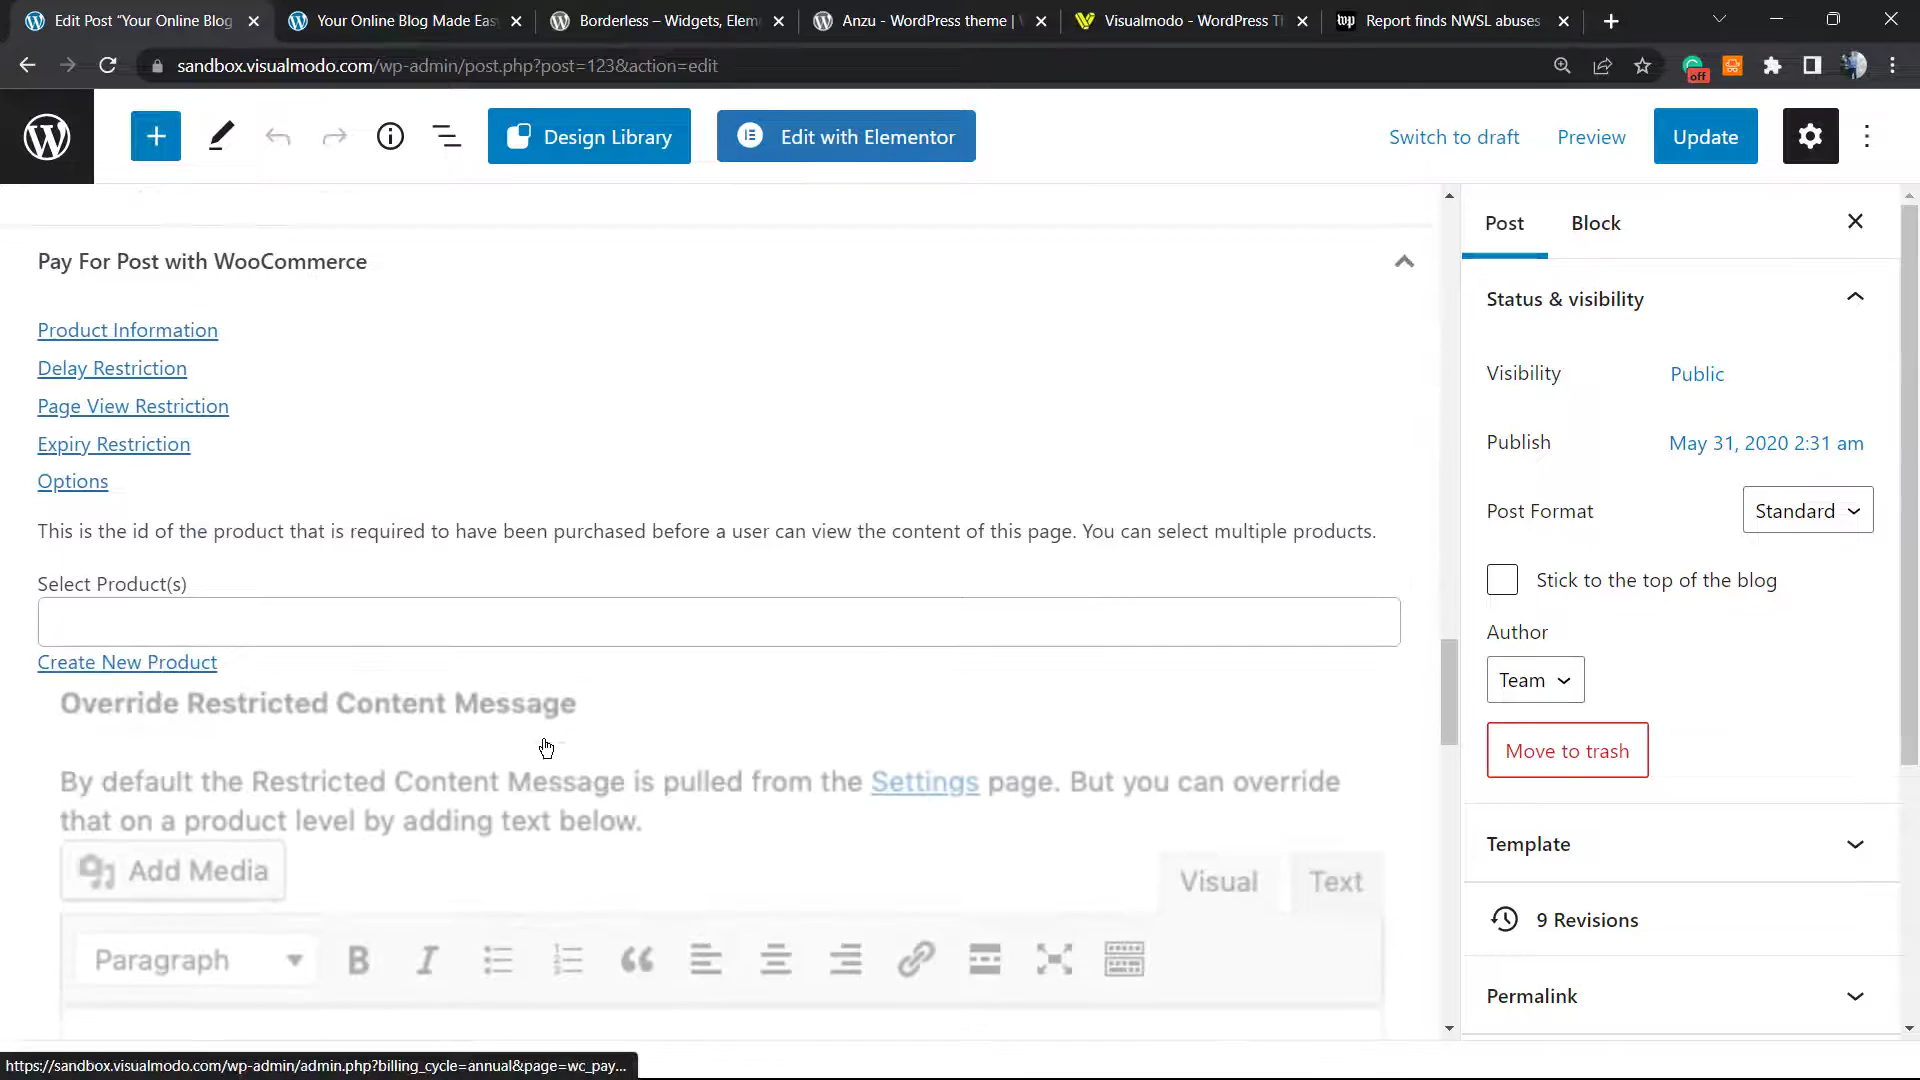 Edit Post “Your Online Blog
Your Online Blog Made Eas
Borderless – Widgets, Elem
Anzu - WordPress theme |
Visualmodo - WordPress Th
Report finds NWSL abuses
sandbox.visualmodo.com/wp-admin/post.php?post=123&action=edit
off
Design Library
Edit with Elementor
Switch to draft
Preview
Update
Pay For Post with WooCommerce
Product Information
Delay Restriction
Page View Restriction
Expiry Restriction
Options
This is the id of the product that is required to have been purchased before a user can view the content of this page. You can select multiple products.
Select Product(s)
Create New Product
Override Restricted Content Message
By default the Restricted Content Message is pulled from the Settings page. But you can override
that on a product level by adding text below.
Add Media
Visual
Text
Paragraph
B
I
Post
Block
Status & visibility
Visibility
Public
Publish
May 31, 2020 2:31 am
Post Format
Standard
Stick to the top of the blog
Author
Team
Move to trash
Template
9 Revisions
Permalink
https://sandbox.visualmodo.com/wp-admin/admin.php?billing_cycle=annual&page=wc_pay...